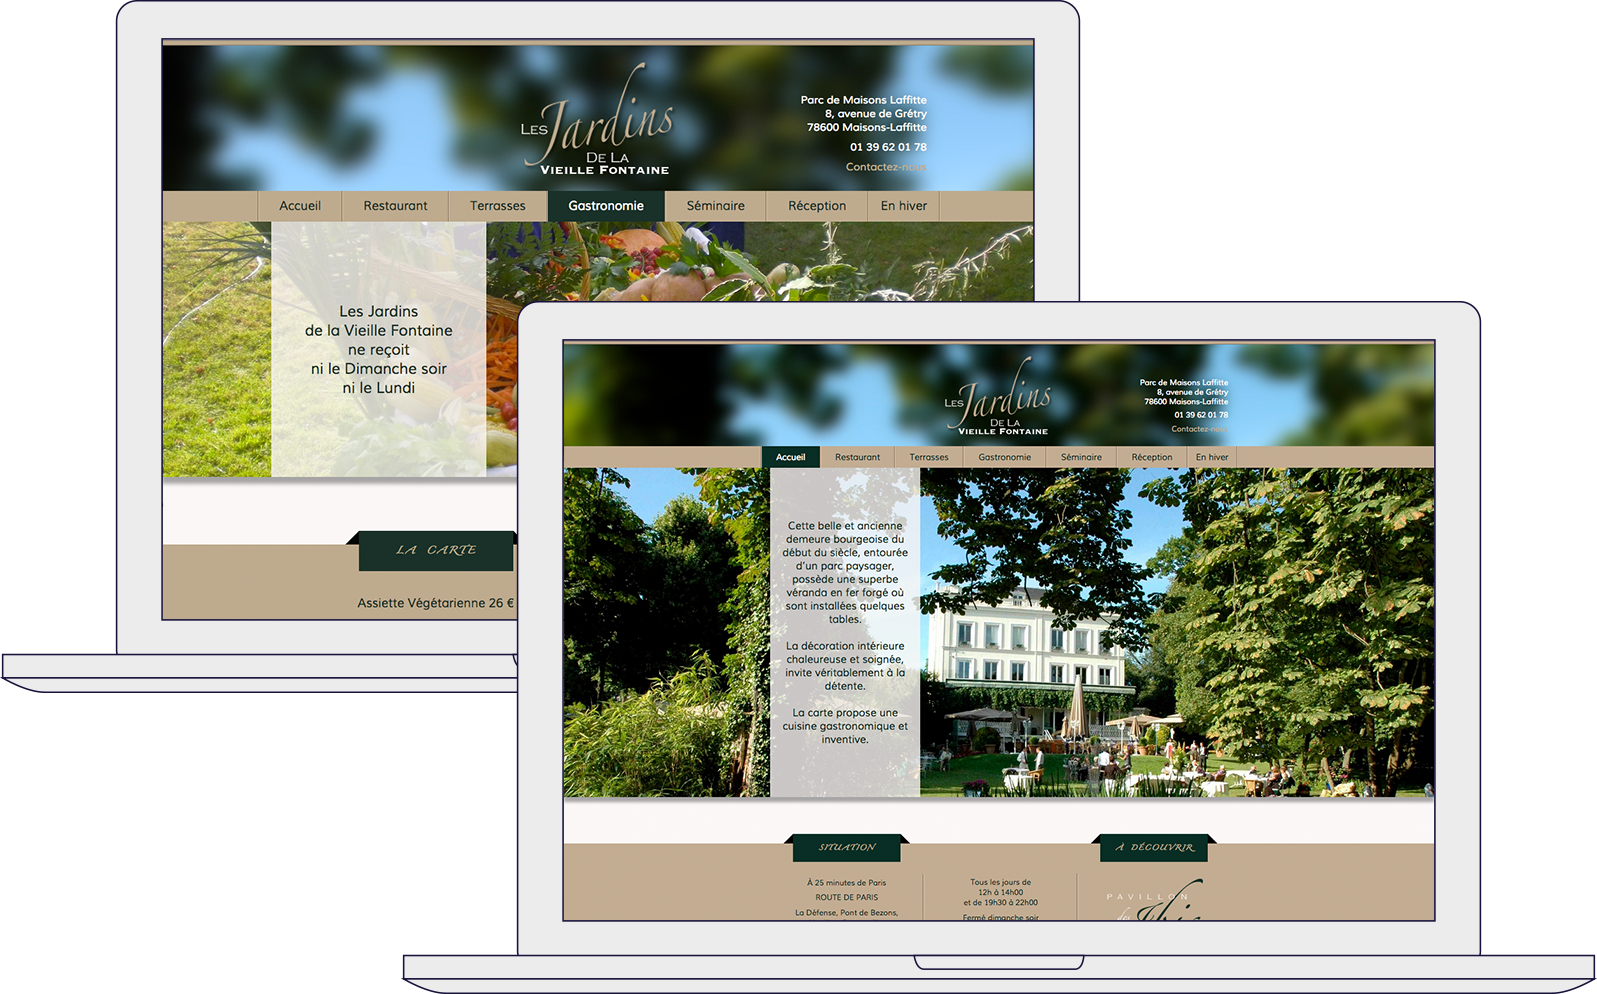 LES Jardins
DE LA
VIEILLE FONTAINE
Parc de Maisons Laffitte
8, avenue de Grétry
78600 Maisons-Laffitte
01 39 62 01 78
Contactez-nous
Accueil Restaurant Terrasses Gastronomie Séminaire Réception En hiver
Les Jardins
de la Vieille Fontaine
ne reçoit
ni le Dimanche soir
ni le Lundi
LA CARTE
Assiette Végétarienne 26 €
LES Jardins
DE LA
VIEILLE FONTAINE
Parc de Maisons Laffitte
8, avenue de Grétry
78600 Maisons-Laffitte
01 39 62 01 78
Contactez-nous
Accueil Restaurant Terrasses Gastronomie Séminaire Réception En hiver
Cette belle et ancienne
demeure bourgeoise du
début du siècle, entourée
d'un parc paysager,
possède une superbe
véranda en fer forgé où
sont installées quelques
tables.
La décoration intérieure
chaleureuse et soignée,
invite véritablement à la
détente.
La carte propose une
cuisine gastronomique et
inventive.
SITUATION
À 25 minutes de Paris
ROUTE DE PARIS
La Défense, Pont de Bezons,
Tous les jours de
12h à 14h00
et de 19h30 à 22h00
Fermé dimanche soir
À DÉCOUVRIR
PAVILLON
des